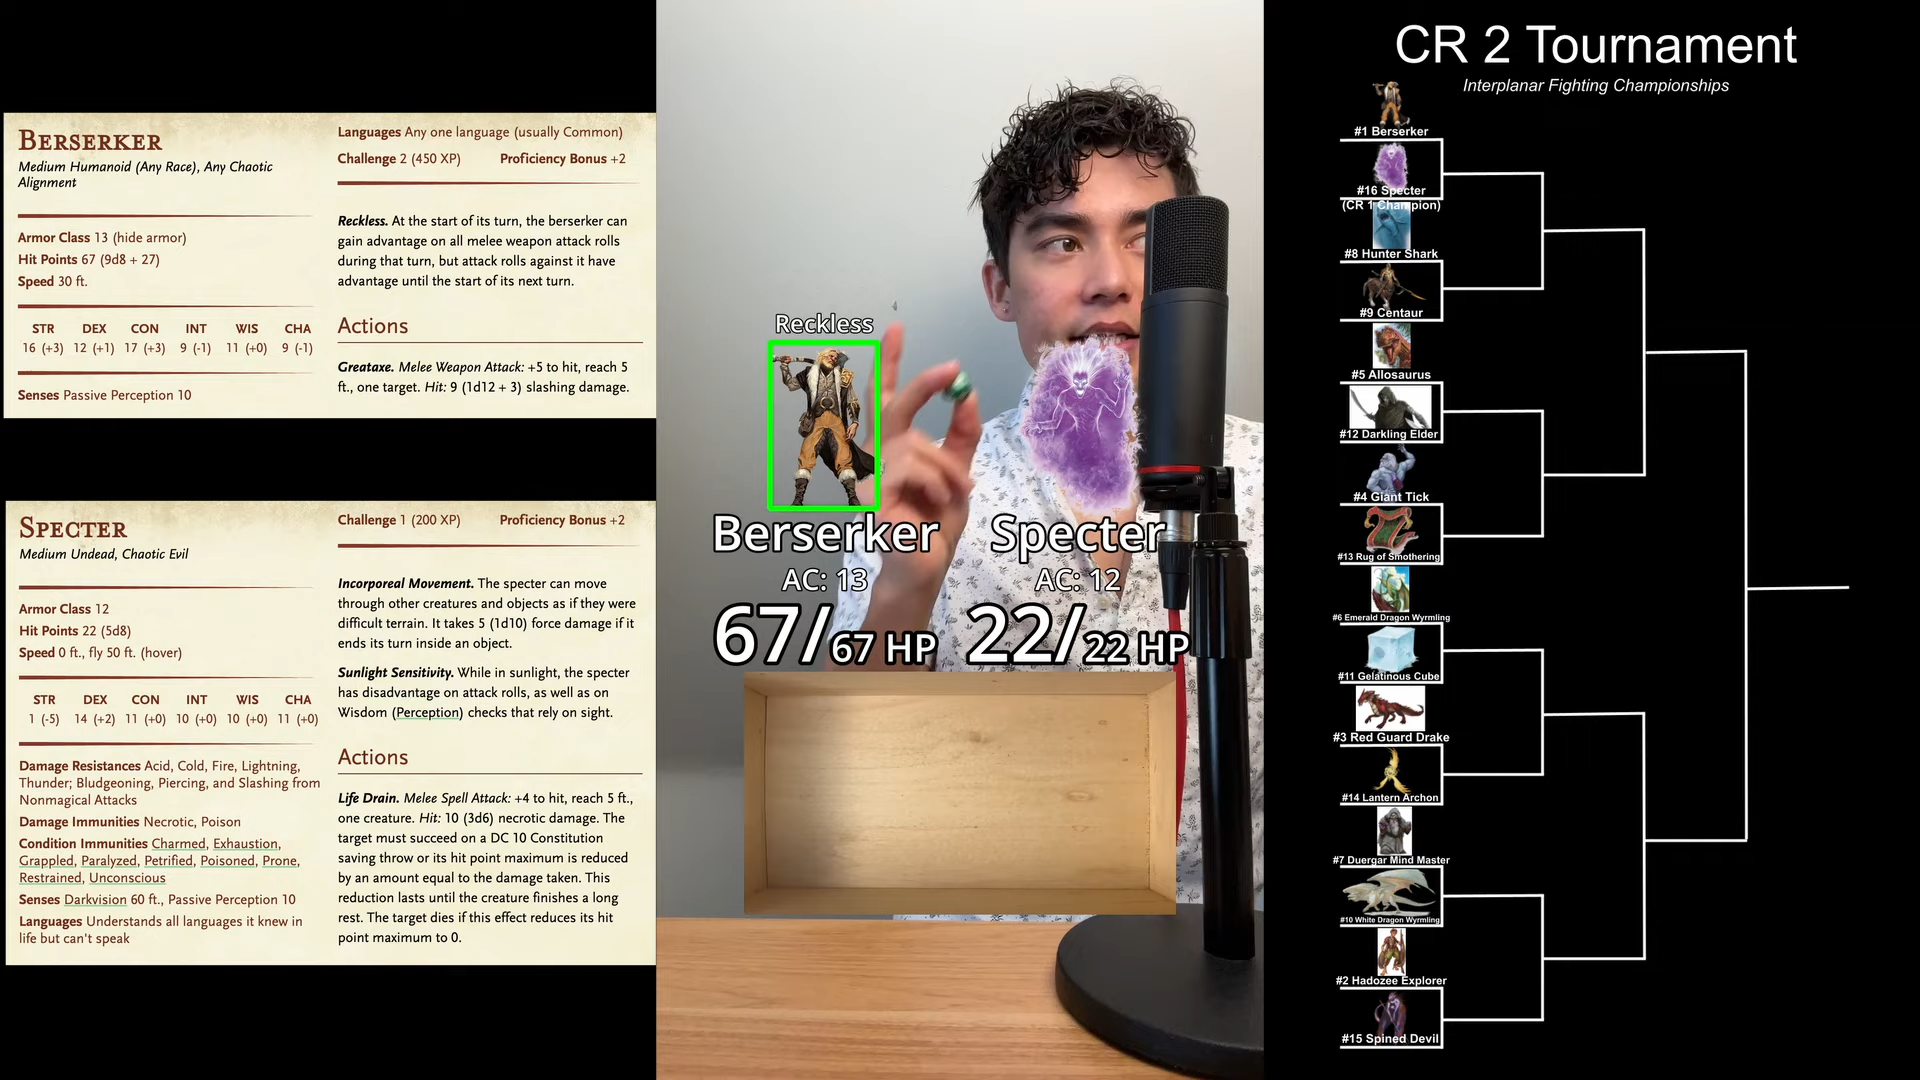 BERSERKER
Medium Humanoid (Any Race), Any Chaotic
Alignment
Armor Class 13 (hide armor)
Hit Points 67 (9d8 + 27)
Speed 30 ft.
STR DEX CON INT WIS CHA
16 (+3) 12 (+1) 17 (+3) 9 (-1) 11 (+0) 9 (-1)
Senses Passive Perception 10
Languages Any one language (usually Common)
Challenge 2 (450 XP) Proficiency Bonus +2
Reckless. At the start of its turn, the berserker can
gain advantage on all melee weapon attack rolls
during that turn, but attack rolls against it have
advantage until the start of its next turn.
Actions
Greataxe. Melee Weapon Attack: +5 to hit, reach 5
ft., one target. Hit: 9 (1d12 + 3) slashing damage.
SPECTER
Medium Undead, Chaotic Evil
Armor Class 12
Hit Points 22 (5d8)
Speed 0 ft., fly 50 ft. (hover)
STR DEX CON INT WIS CHA
1 (-5) 14 (+2) 11 (+0) 10 (+0) 10 (+0) 11 (+0)
Damage Resistances Acid, Cold, Fire, Lightning,
Thunder; Bludgeoning, Piercing, and Slashing from
Nonmagical Attacks
Damage Immunities Necrotic, Poison
Condition Immunities Charmed, Exhaustion,
Grappled, Paralyzed, Petrified, Poisoned, Prone,
Restrained, Unconscious
Senses Darkvision 60 ft., Passive Perception 10
Languages Understands all languages it knew in
life but can't speak
Challenge 1 (200 XP) Proficiency Bonus +2
Incorporeal Movement. The specter can move
through other creatures and objects as if they were
difficult terrain. It takes 5 (1d10) force damage if it
ends its turn inside an object.
Sunlight Sensitivity. While in sunlight, the specter
has disadvantage on attack rolls, as well as on
Wisdom (Perception) checks that rely on sight.
Actions
Life Drain. Melee Spell Attack: +4 to hit, reach 5 ft.,
one creature. Hit: 10 (3d6) necrotic damage. The
target must succeed on a DC 10 Constitution
saving throw or its hit point maximum is reduced
by an amount equal to the damage taken. This
reduction lasts until the creature finishes a long
rest. The target dies if this effect reduces its hit
point maximum to 0.
Reckless
Berserker Specter
AC: 13 AC: 12
67/67 HP 22/22 HP
CR 2 Tournament
Interplanar Fighting Championships
#1 Berserker
#16 Specter
(CR 1 Champion)
#8 Hunter Shark
#9 Centaur
#5 Allosaurus
#12 Darkling Elder
#4 Giant Tick
#13 Rug of Smothering
#6 Emerald Dragon Wyrmling
#11 Gelatinous Cube
#3 Red Guard Drake
#14 Lantern Archon
#7 Duergar Mind Master
#10 White Dragon Wyrmling
#2 Hadozee Explorer
#15 Spined Devil